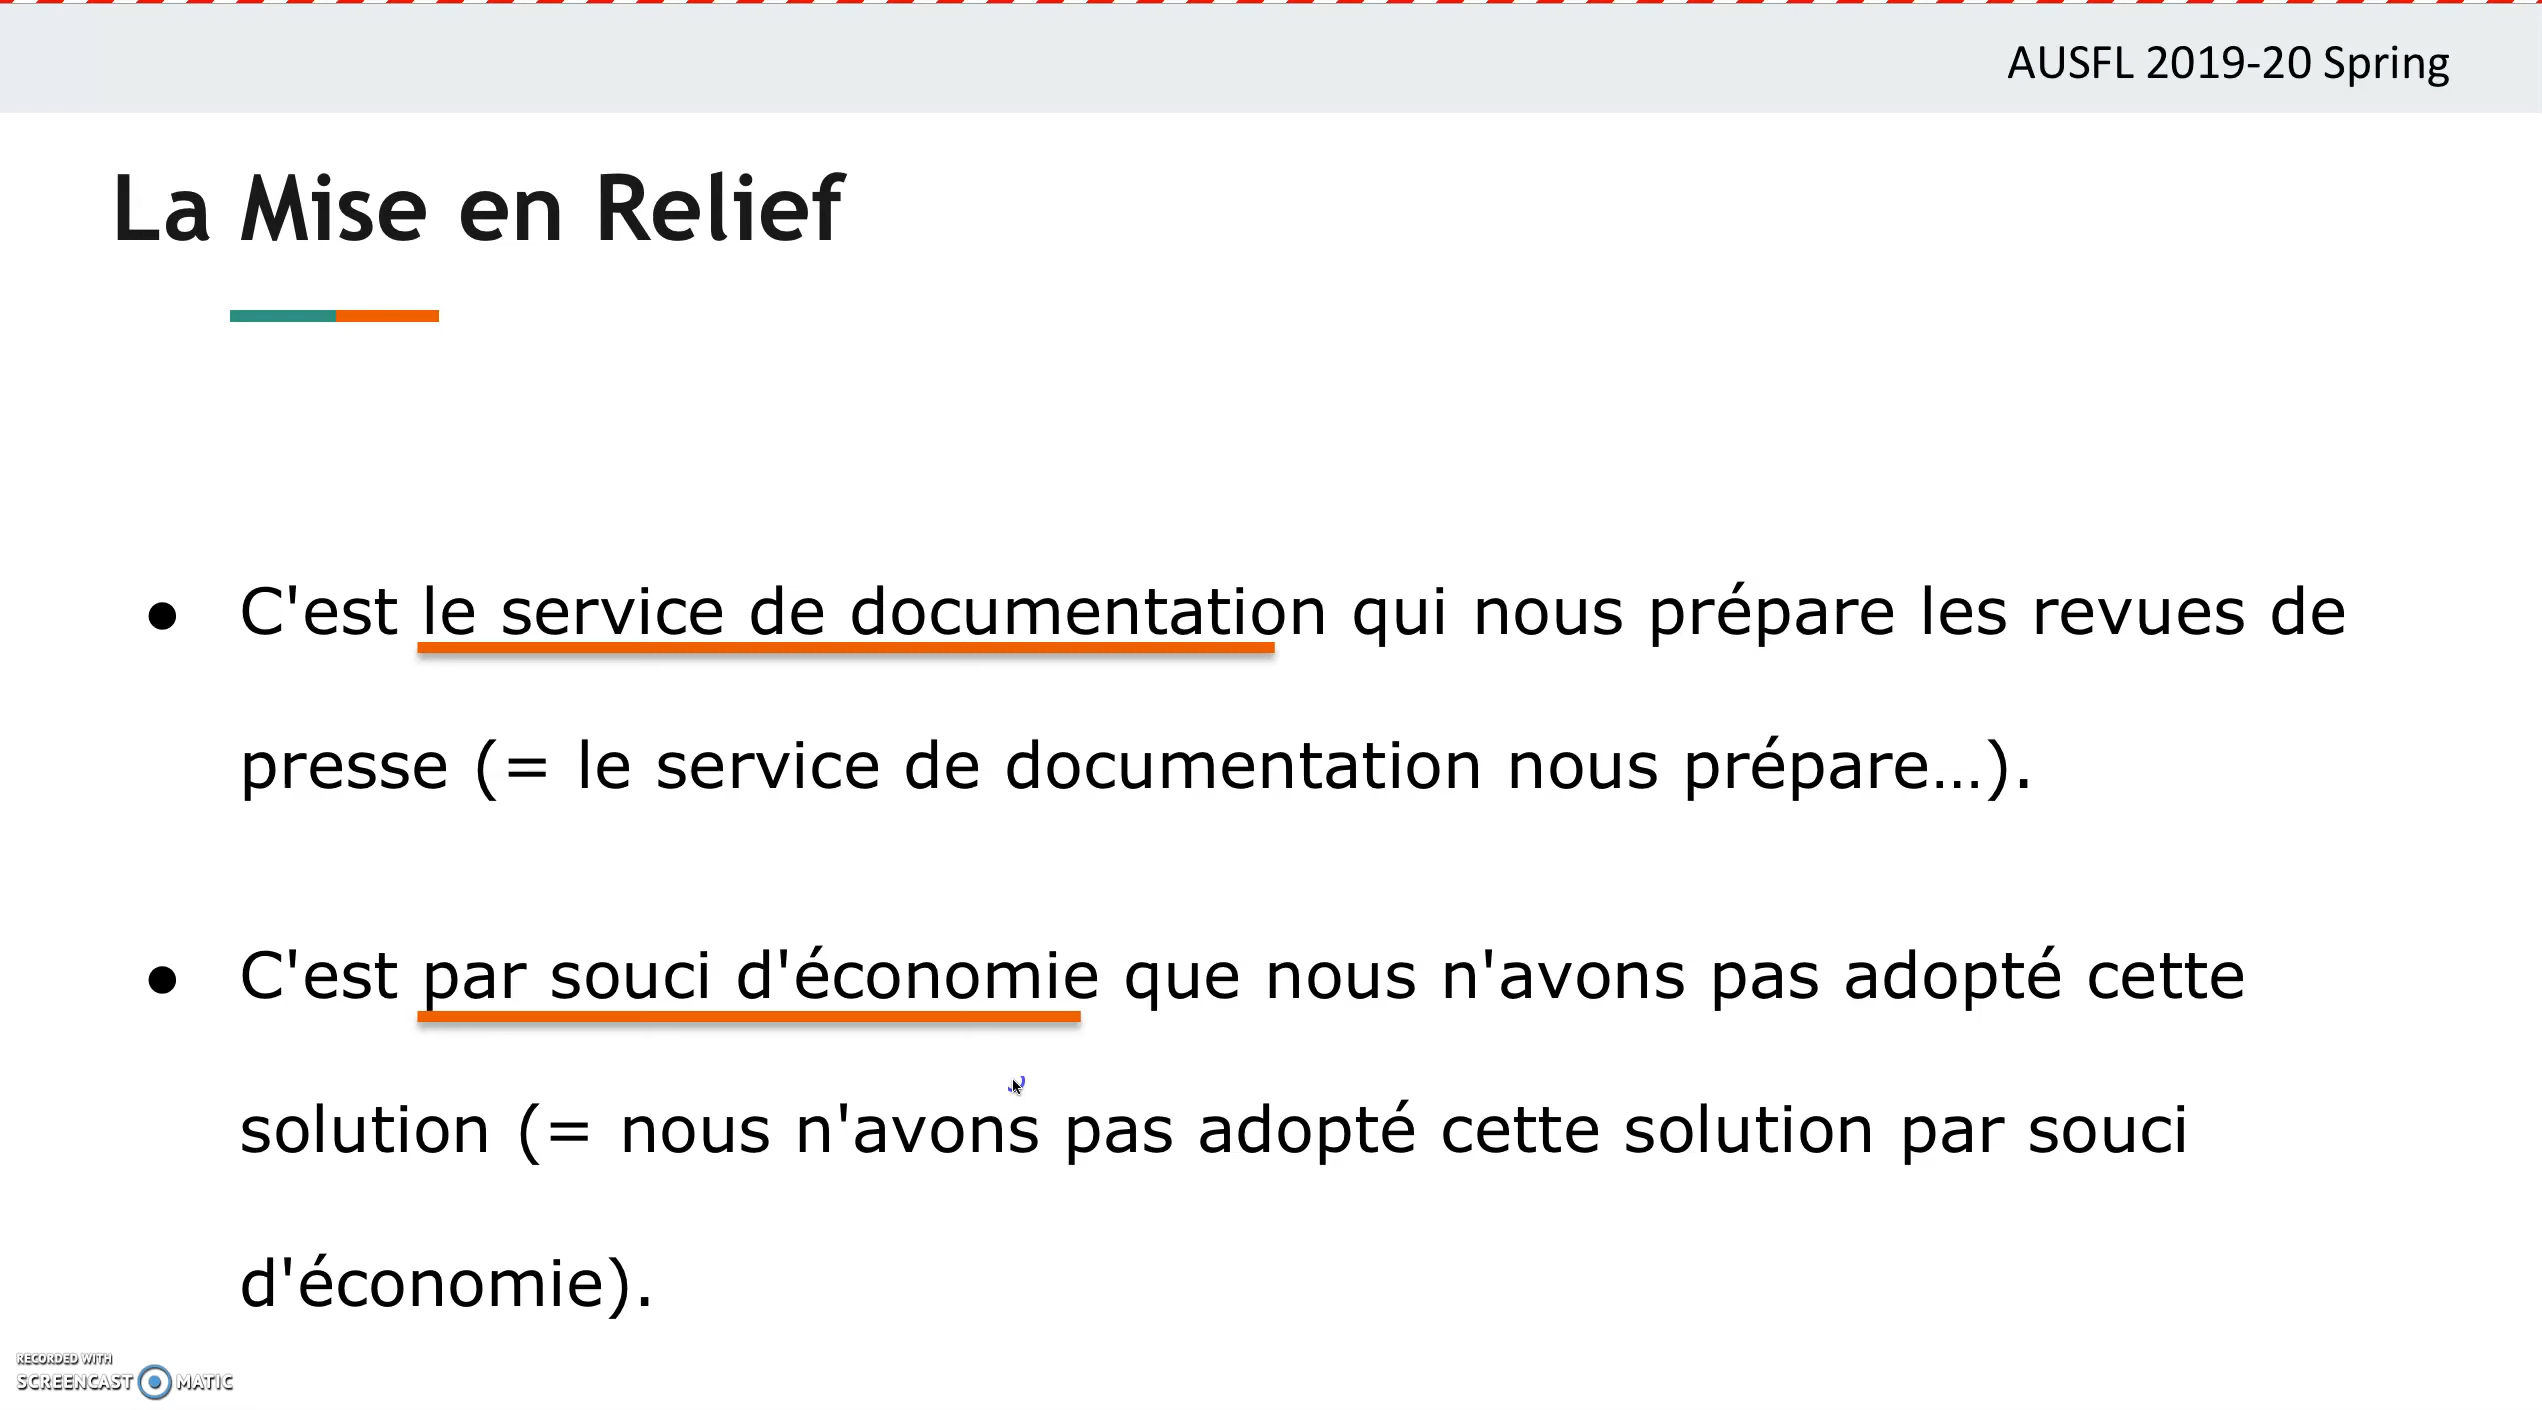 AUSFL 2019-20 Spring
La Mise en Relief
● C'est le service de documentation qui nous prépare les revues de
presse (= le service de documentation nous prépare…).
● C'est par souci d'économie que nous n'avons pas adopté cette
solution (= nous n'avons pas adopté cette solution par souci
d'économie).
RECORDED WITH
SCREENCAST MATIC